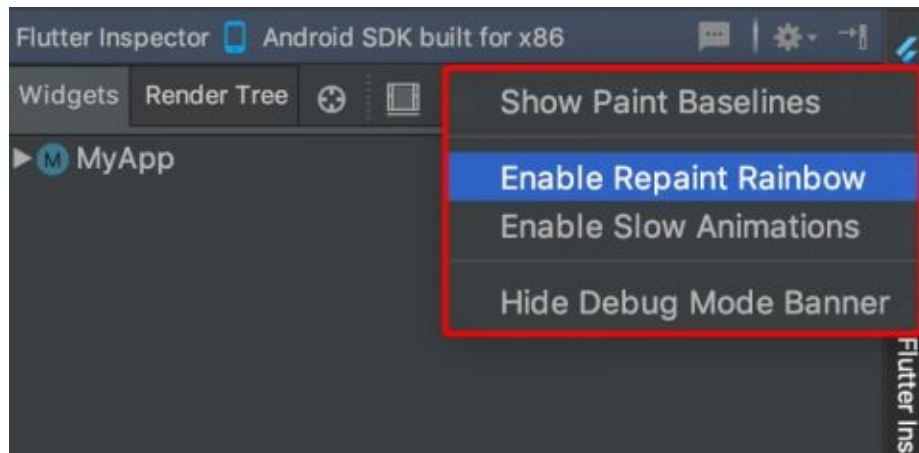 Flutter Inspector Android SDK built for x86
Widgets Render Tree
Show Paint Baselines
M MyApp
Enable Repaint Rainbow
Enable Slow Animations
Hide Debug Mode Banner
Flutter Ins